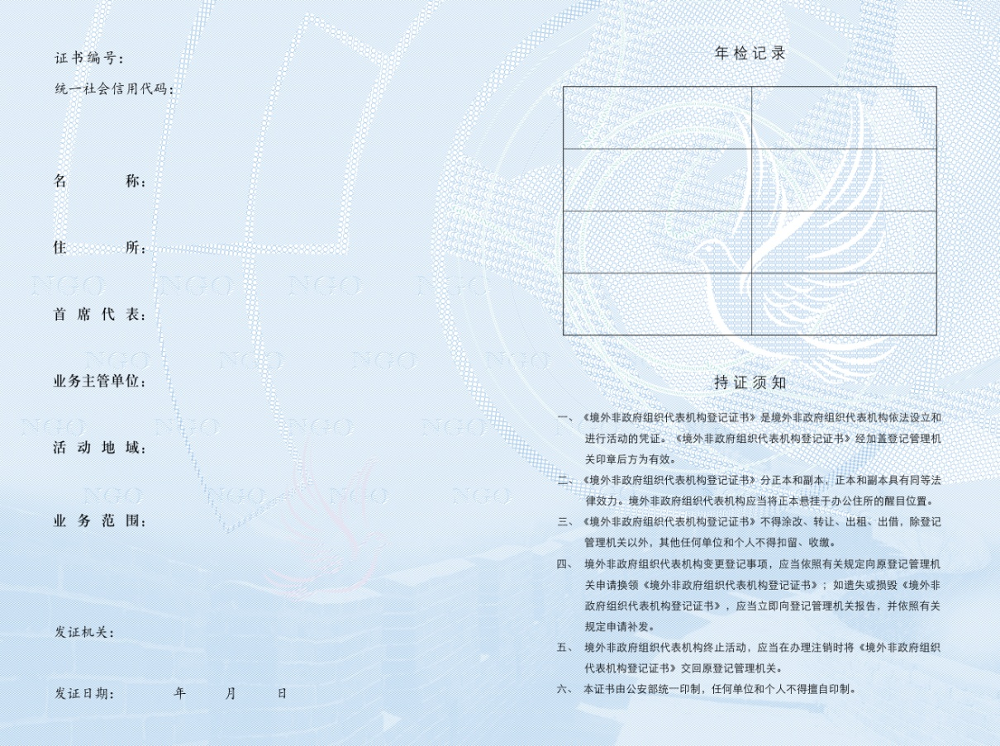 证书编号：
统一社会信用代码：
名 称：
住 所：
首 席 代 表：
业务主管单位：
活 动 地 域：
业 务 范 围：
发证机关：
发证日期： 年 月 日
NGO NGO NGO NGO
NGO NGO NGO NGO
NGO NGO NGO NGO
NGO NGO NGO NGO
年检记录
持证须知
一、《境外非政府组织代表机构登记证书》是境外非政府组织代表机构依法设立和
进行活动的凭证。《境外非政府组织代表机构登记证书》经加盖登记管理机
关印章后方为有效。
二、《境外非政府组织代表机构登记证书》分正本和副本，正本和副本具有同等法
律效力。境外非政府组织代表机构应当将正本悬挂于办公住所的醒目位置。
三、《境外非政府组织代表机构登记证书》不得涂改、转让、出租、出借，除登记
管理机关以外，其他任何单位和个人不得扣留、收缴。
四、 境外非政府组织代表机构变更登记事项，应当依照有关规定向原登记管理机
关申请换领《境外非政府组织代表机构登记证书》；如遗失或损毁《境外非
政府组织代表机构登记证书》，应当立即向登记管理机关报告，并依照有关
规定申请补发。
五、 境外非政府组织代表机构终止活动，应当在办理注销时将《境外非政府组织
代表机构登记证书》交回原登记管理机关。
六、 本证书由公安部统一印制，任何单位和个人不得擅自印制。